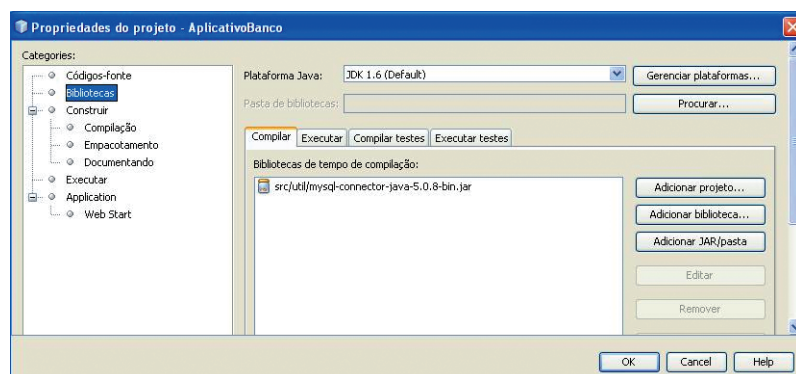 Propriedades do projeto - AplicativoBanco
Categories:
Códigos-fonte
Bibliotecas
Construir
Compilação
Empacotamento
Documentando
Executar
Application
Web Start
Plataforma Java: JDK 1.6 (Default) Gerenciar plataformas...
Pasta de bibliotecas: Procurar...
Compilar Executar Compilar testes Executar testes
Bibliotecas de tempo de compilação:
src/util/mysql-connector-java-5.0.8-bin.jar
Adicionar projeto...
Adicionar biblioteca...
Adicionar JAR/pasta
Editar
Remover
OK Cancel Help